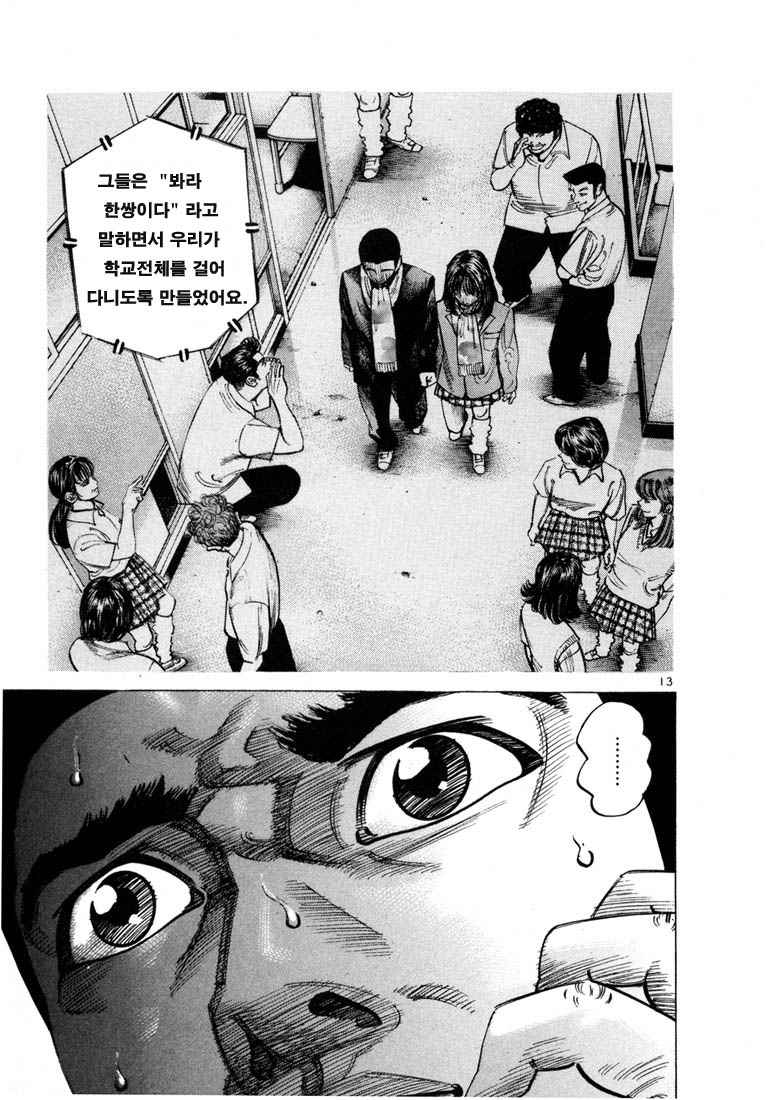 그들은 "봐라
한쌍이다" 라고
말하면서 우리가
학교전체를 걸어
다니도록 만들었어요.
13
………